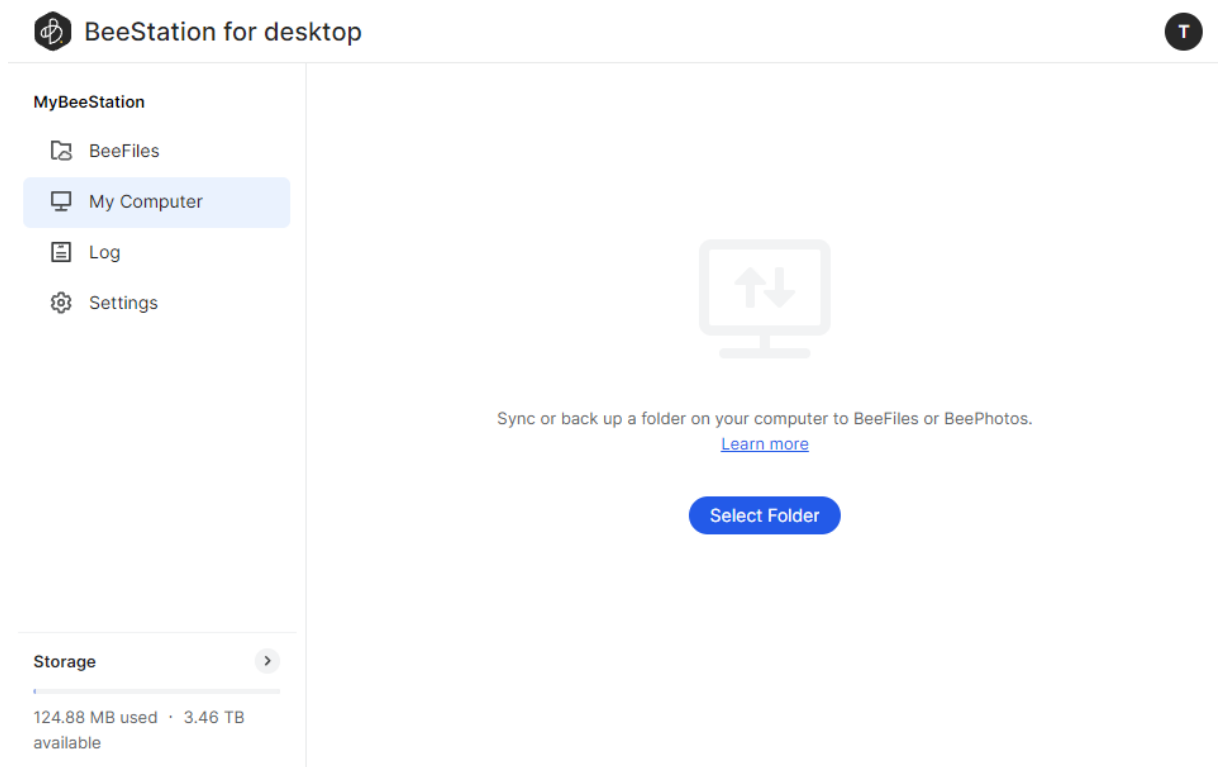 BeeStation for desktop
T
MyBeeStation
BeeFiles
My Computer
Log
Settings
Sync or back up a folder on your computer to BeeFiles or BeePhotos.
Learn more
Select Folder
Storage
124.88 MB used · 3.46 TB
available